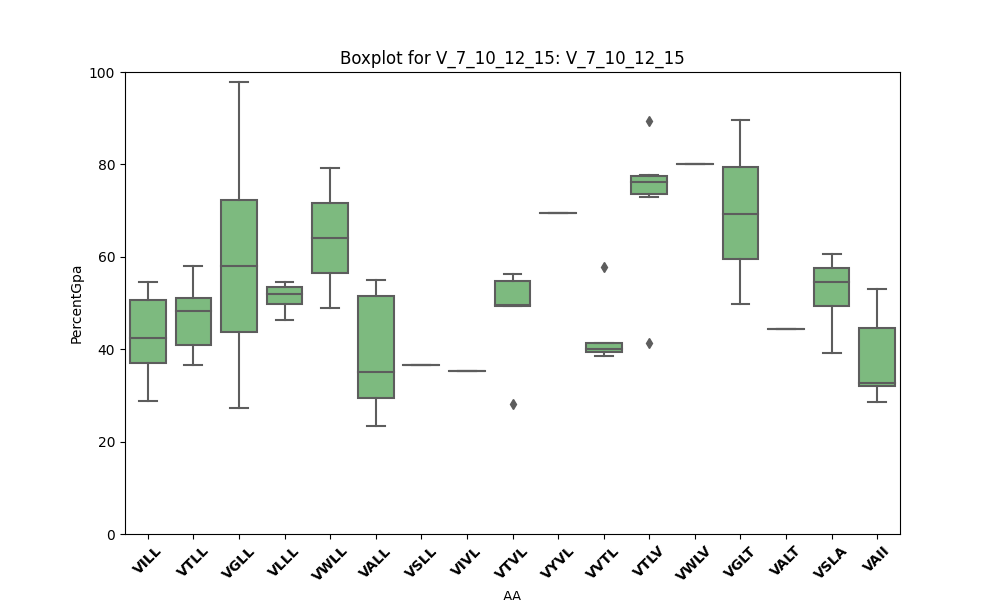 Boxplot for V_7_10_12_15: V_7_10_12_15
PercentGpa
100
80
60
40
20
0
VILL VTLL VGLL VLLL VWLL VALL VSLL VIVL VTVL VYVL VVTL VTLV VWLV VGLT VALT VSLA VAII
AA